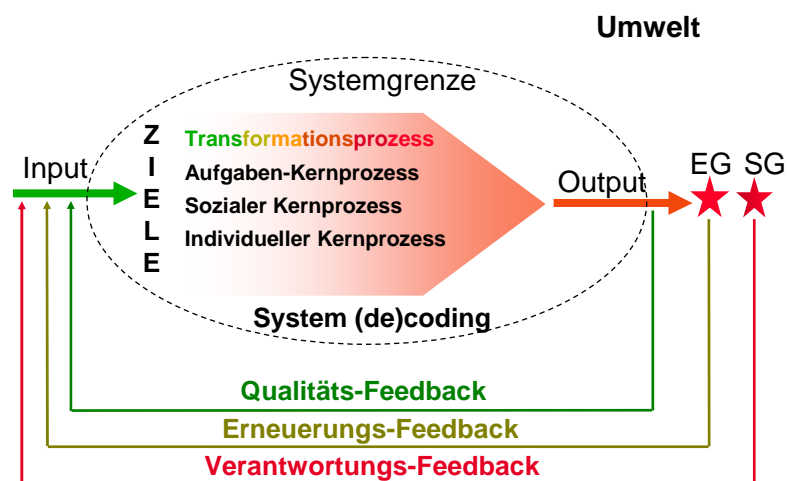 Umwelt
Systemgrenze
Z
I
E
L
E
Transformationsprozess
Aufgaben-Kernprozess
Sozialer Kernprozess
Individueller Kernprozess
Input
Output
EG SG
System (de)coding
Qualitäts-Feedback
Erneuerungs-Feedback
Verantwortungs-Feedback